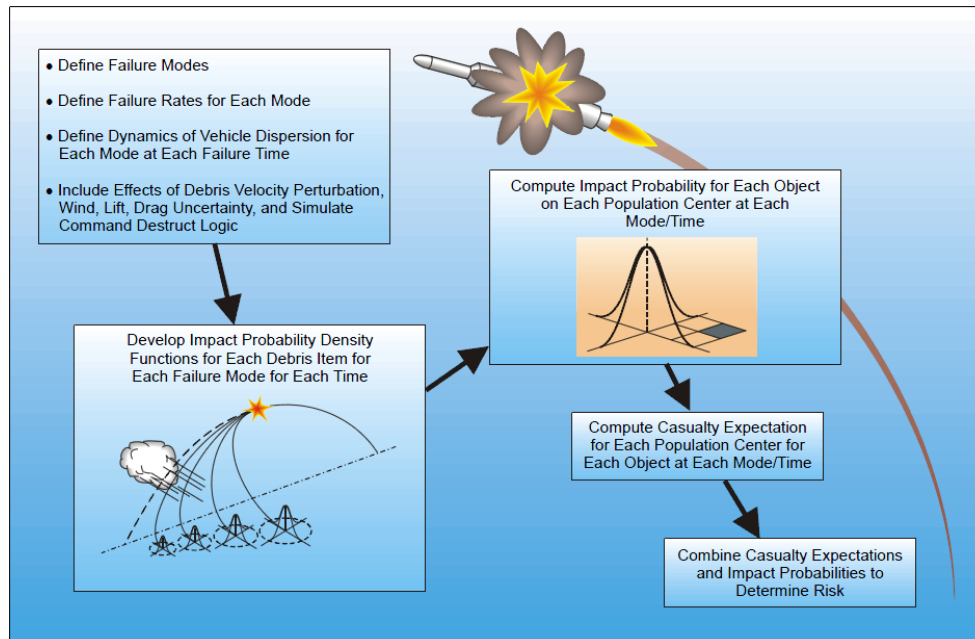 ● Define Failure Modes
● Define Failure Rates for Each Mode
● Define Dynamics of Vehicle Dispersion for
Each Mode at Each Failure Time
● Include Effects of Debris Velocity Perturbation,
Wind, Lift, Drag Uncertainty, and Simulate
Command Destruct Logic
Develop Impact Probability Density
Functions for Each Debris Item for
Each Failure Mode for Each Time
Compute Impact Probability for Each Object
on Each Population Center at Each
Mode/Time
Compute Casualty Expectation
for Each Population Center for
Each Object at Each Mode/Time
Combine Casualty Expectations
and Impact Probabilities to
Determine Risk